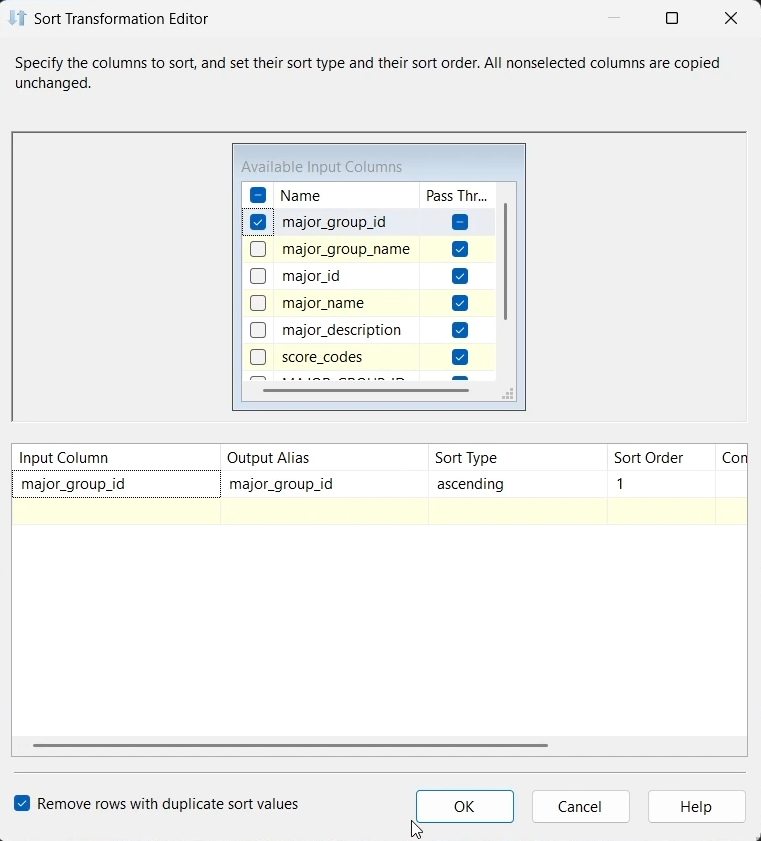 Sort Transformation Editor
Specify the columns to sort, and set their sort type and their sort order. All nonselected columns are copied
unchanged.
Available Input Columns
Name Pass Thr...
major_group_id
major_group_name
major_id
major_name
major_description
score_codes
Input Column Output Alias Sort Type Sort Order
major_group_id major_group_id ascending 1
Remove rows with duplicate sort values OK Cancel Help